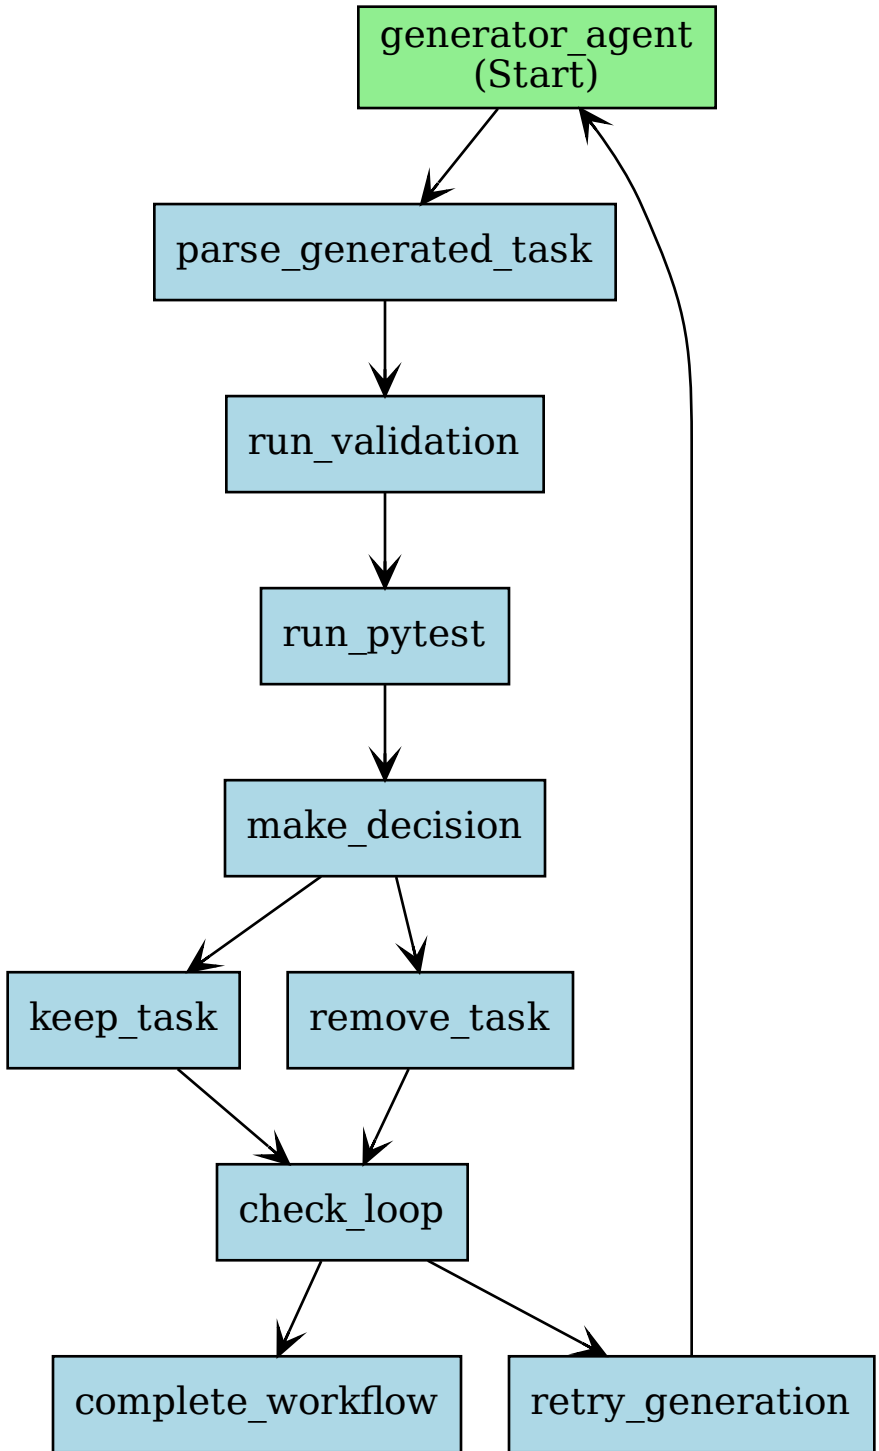 generator_agent
(Start)
parse_generated_task
run_validation
run_pytest
make_decision
keep_task
remove_task
check_loop
complete_workflow
retry_generation